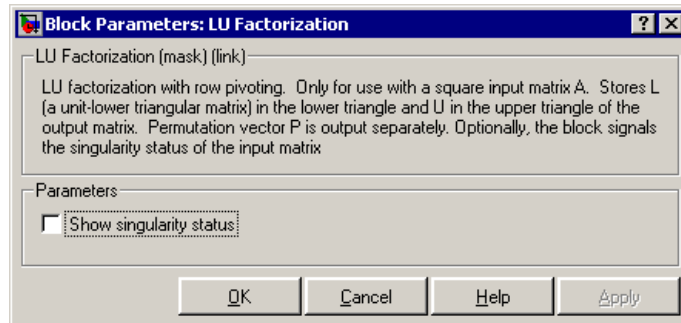 Block Parameters: LU Factorization
LU Factorization (mask) (link)
LU factorization with row pivoting.  Only for use with a square input matrix A.  Stores L
(a unit-lower triangular matrix) in the lower triangle and U in the upper triangle of the
output matrix.  Permutation vector P is output separately. Optionally, the block signals
the singularity status of the input matrix
Parameters
Show singularity status
OK Cancel Help Apply